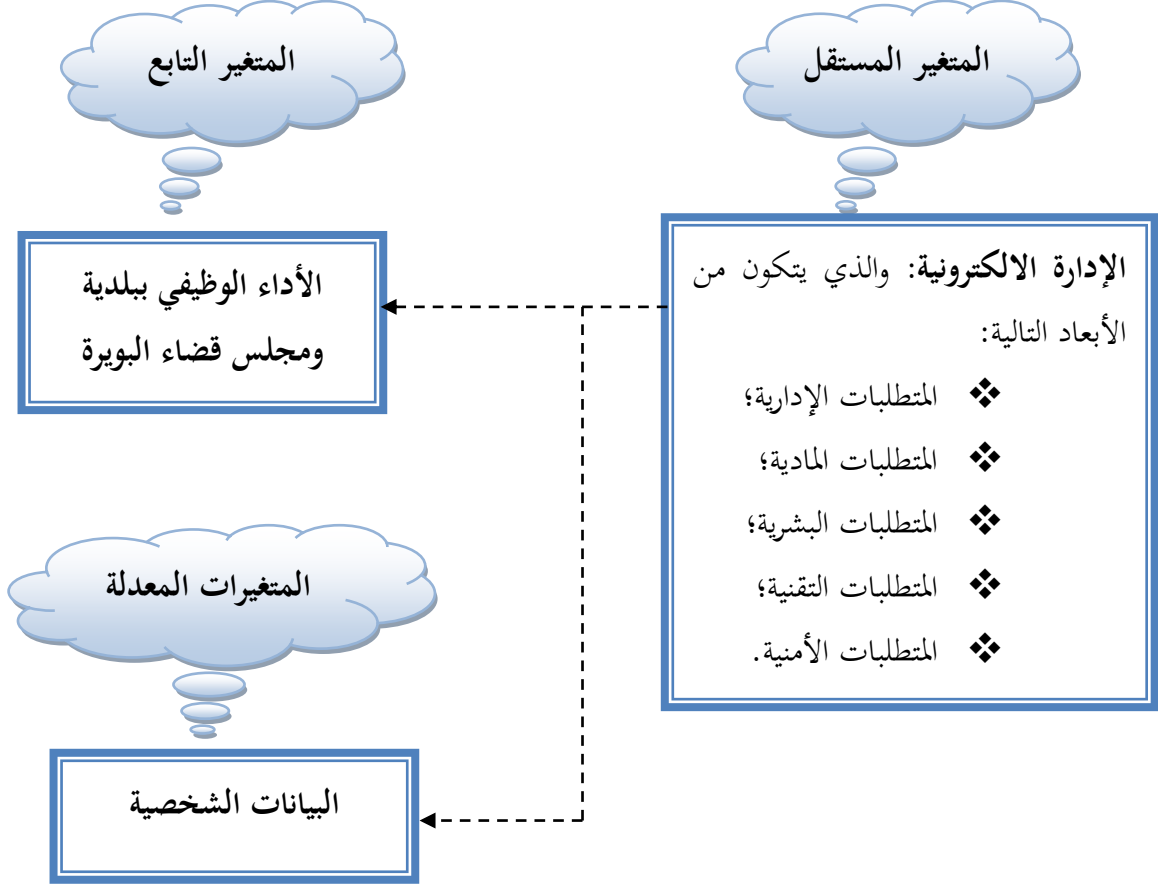 المتغير المستقل
المتغير التابع
الإدارة الالكترونية: والذي يتكون من
الأبعاد التالية:
❖ المتطلبات الإدارية؛
❖ المتطلبات المادية؛
❖ المتطلبات البشرية؛
❖ المتطلبات التقنية؛
❖ المتطلبات الأمنية.
الأداء الوظيفي ببلدية
ومجلس قضاء البويرة
المتغيرات المعدلة
البيانات الشخصية